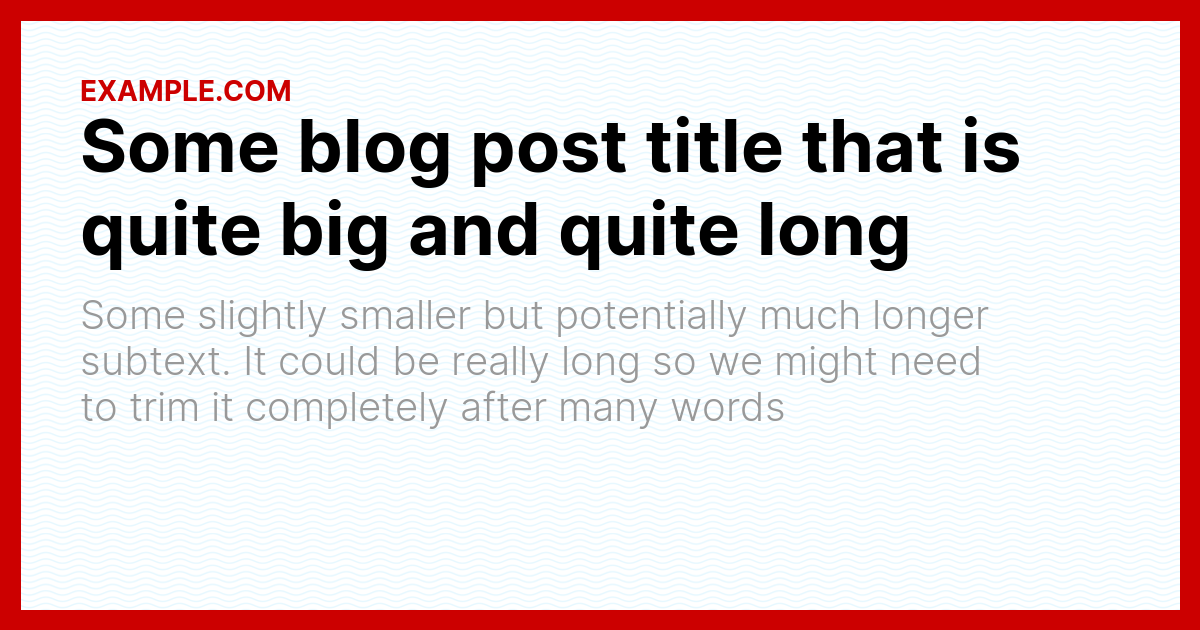 EXAMPLE.COM
Some blog post title that is
quite big and quite long
Some slightly smaller but potentially much longer
subtext. It could be really long so we might need
to trim it completely after many words